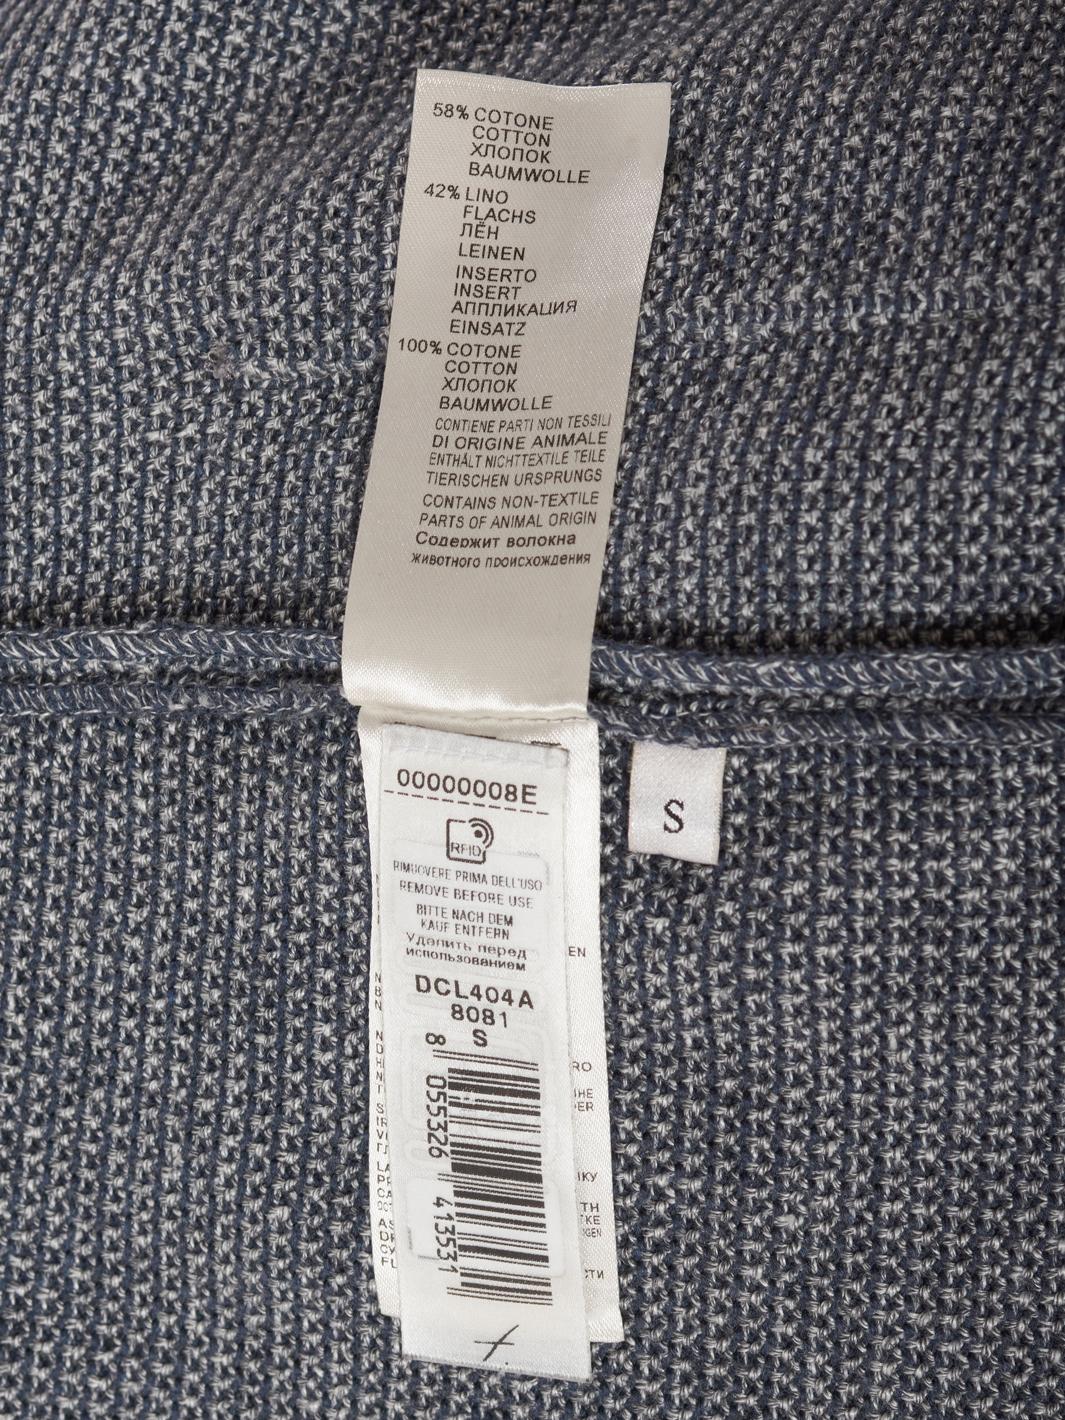 58% COTONE
COTTON
ХЛОПОК
BAUMWOLLE
42% LINO
FLACHS
ЛЁН
LEINEN
INSERTO
INSERT
АППЛИКАЦИЯ
EINSATZ
100% COTONE
COTTON
ХЛОПОК
BAUMWOLLE
CONTIENE PARTI NON TESSILI
DI ORIGINE ANIMALE
ENTHÄLT NICHTTEXTILE TEILE
TIERISCHEN URSPRUNGS
CONTAINS NON-TEXTILE
PARTS OF ANIMAL ORIGIN
Содержит волокна
животного происхождения
00000008E
RFID
RIMUOVERE PRIMA DELL'USO
REMOVE BEFORE USE
BITTE NACH DEM
KAUF ENTFERN
Удалить перед
использованием
DCL404A
8081
S
8 055326 413531
f.
S